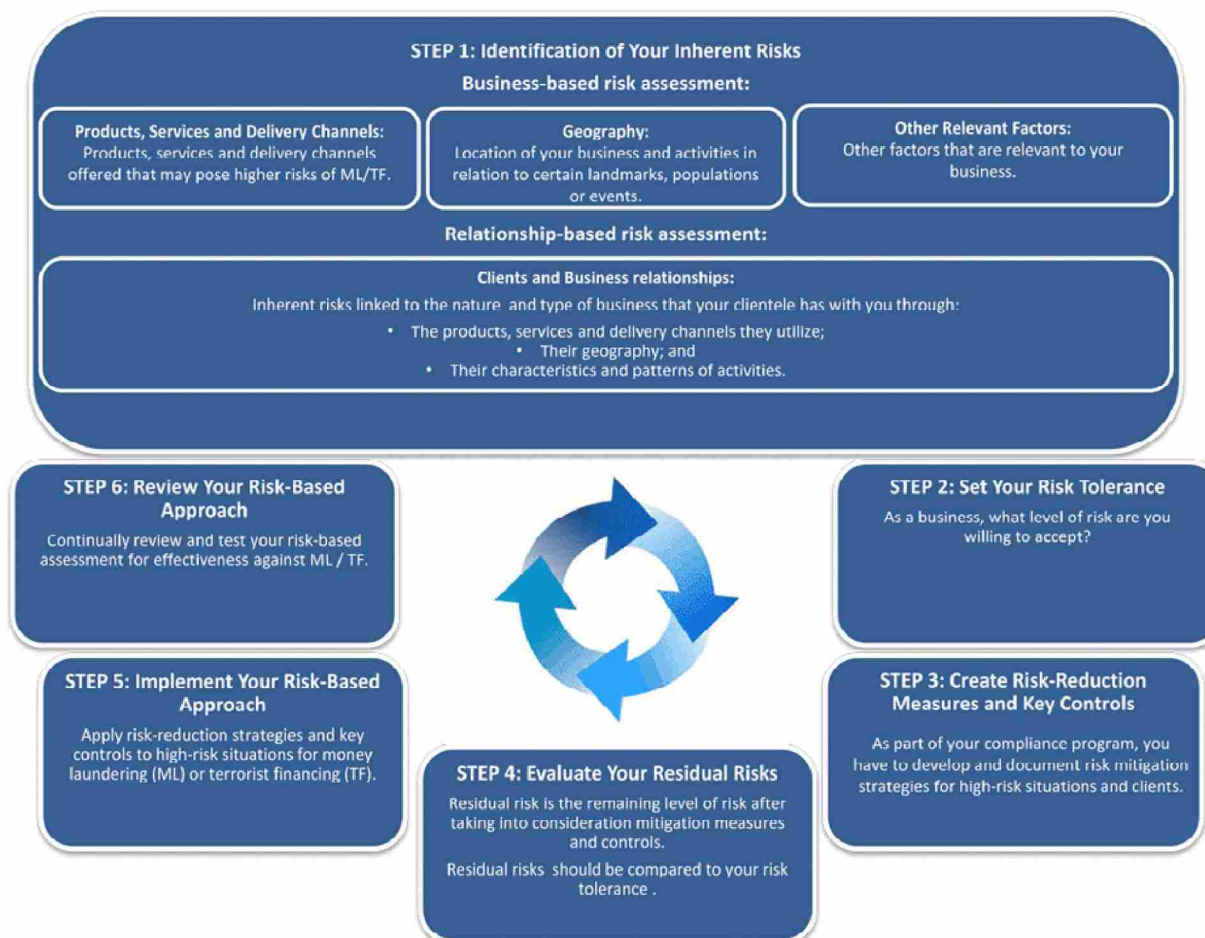 STEP 1: Identification of Your Inherent Risks
Business-based risk assessment:
Products, Services and Delivery Channels:
Products, services and delivery channels
offered that may pose higher risks of ML/TF.
Geography:
Location of your business and activities in
relation to certain landmarks, populations
or events.
Other Relevant Factors:
Other factors that are relevant to your
business.
Relationship-based risk assessment:
Clients and Business relationships:
Inherent risks linked to the nature and type of business that your clientele has with you through:
• The products, services and delivery channels they utilize;
• Their geography; and
• Their characteristics and patterns of activities.
STEP 2: Set Your Risk Tolerance
As a business, what level of risk are you
willing to accept?
STEP 3: Create Risk-Reduction
Measures and Key Controls
As part of your compliance program, you
have to develop and document risk mitigation
strategies for high-risk situations and clients.
STEP 4: Evaluate Your Residual Risks
Residual risk is the remaining level of risk after
taking into consideration mitigation measures
and controls.
Residual risks should be compared to your risk
tolerance .
STEP 5: Implement Your Risk-Based
Approach
Apply risk-reduction strategies and key
controls to high-risk situations for money
laundering (ML) or terrorist financing (TF).
STEP 6: Review Your Risk-Based
Approach
Continually review and test your risk-based
assessment for effectiveness against ML / TF.